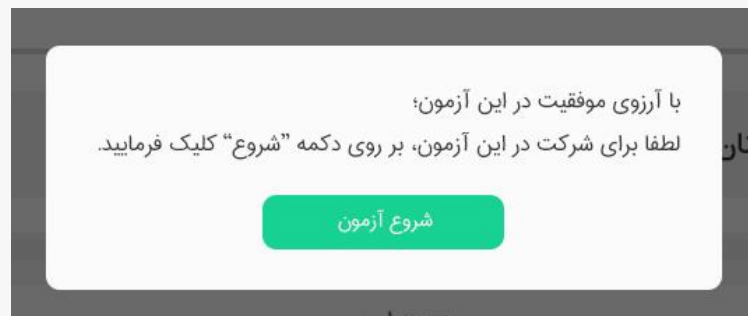 با آرزوی موفقیت در این آزمون؛
لطفا برای شرکت در این آزمون، بر روی دکمه ”شروع“ کلیک فرمایید.
شروع آزمون